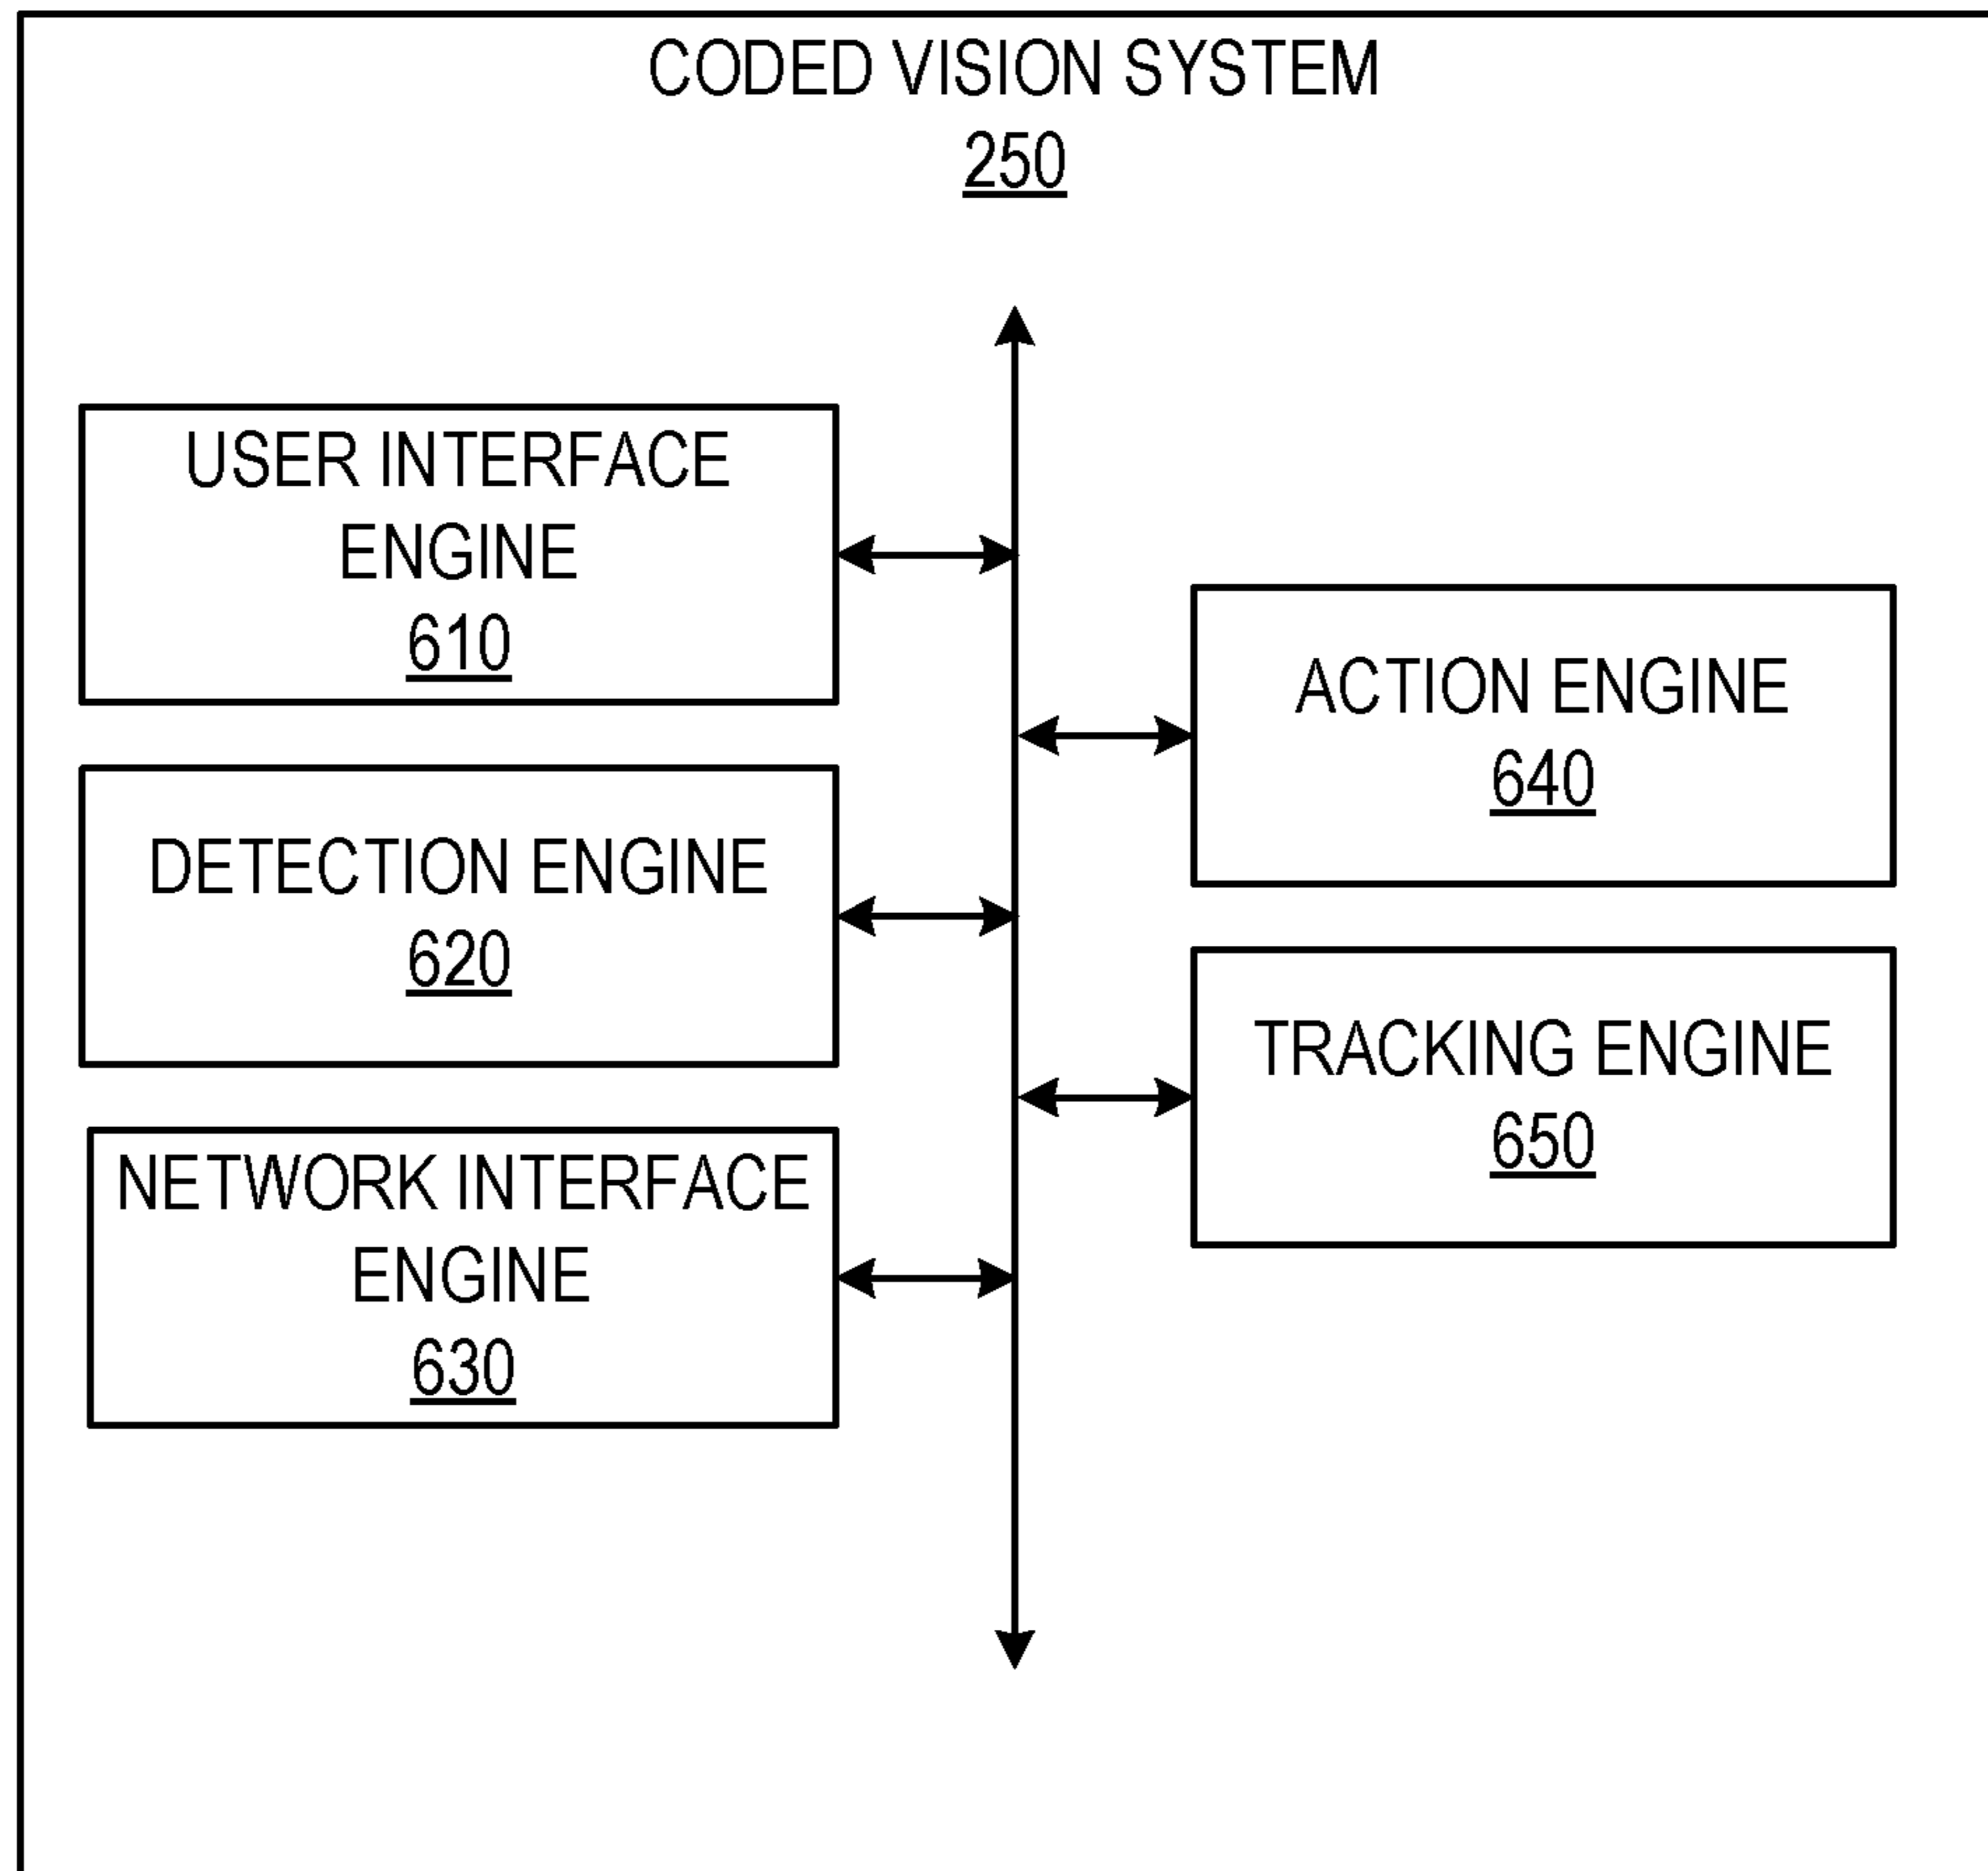 CODED VISION SYSTEM
250
USER INTERFACE
ENGINE
610
DETECTION ENGINE
620
NETWORK INTERFACE
ENGINE
630
ACTION ENGINE
640
TRACKING ENGINE
650